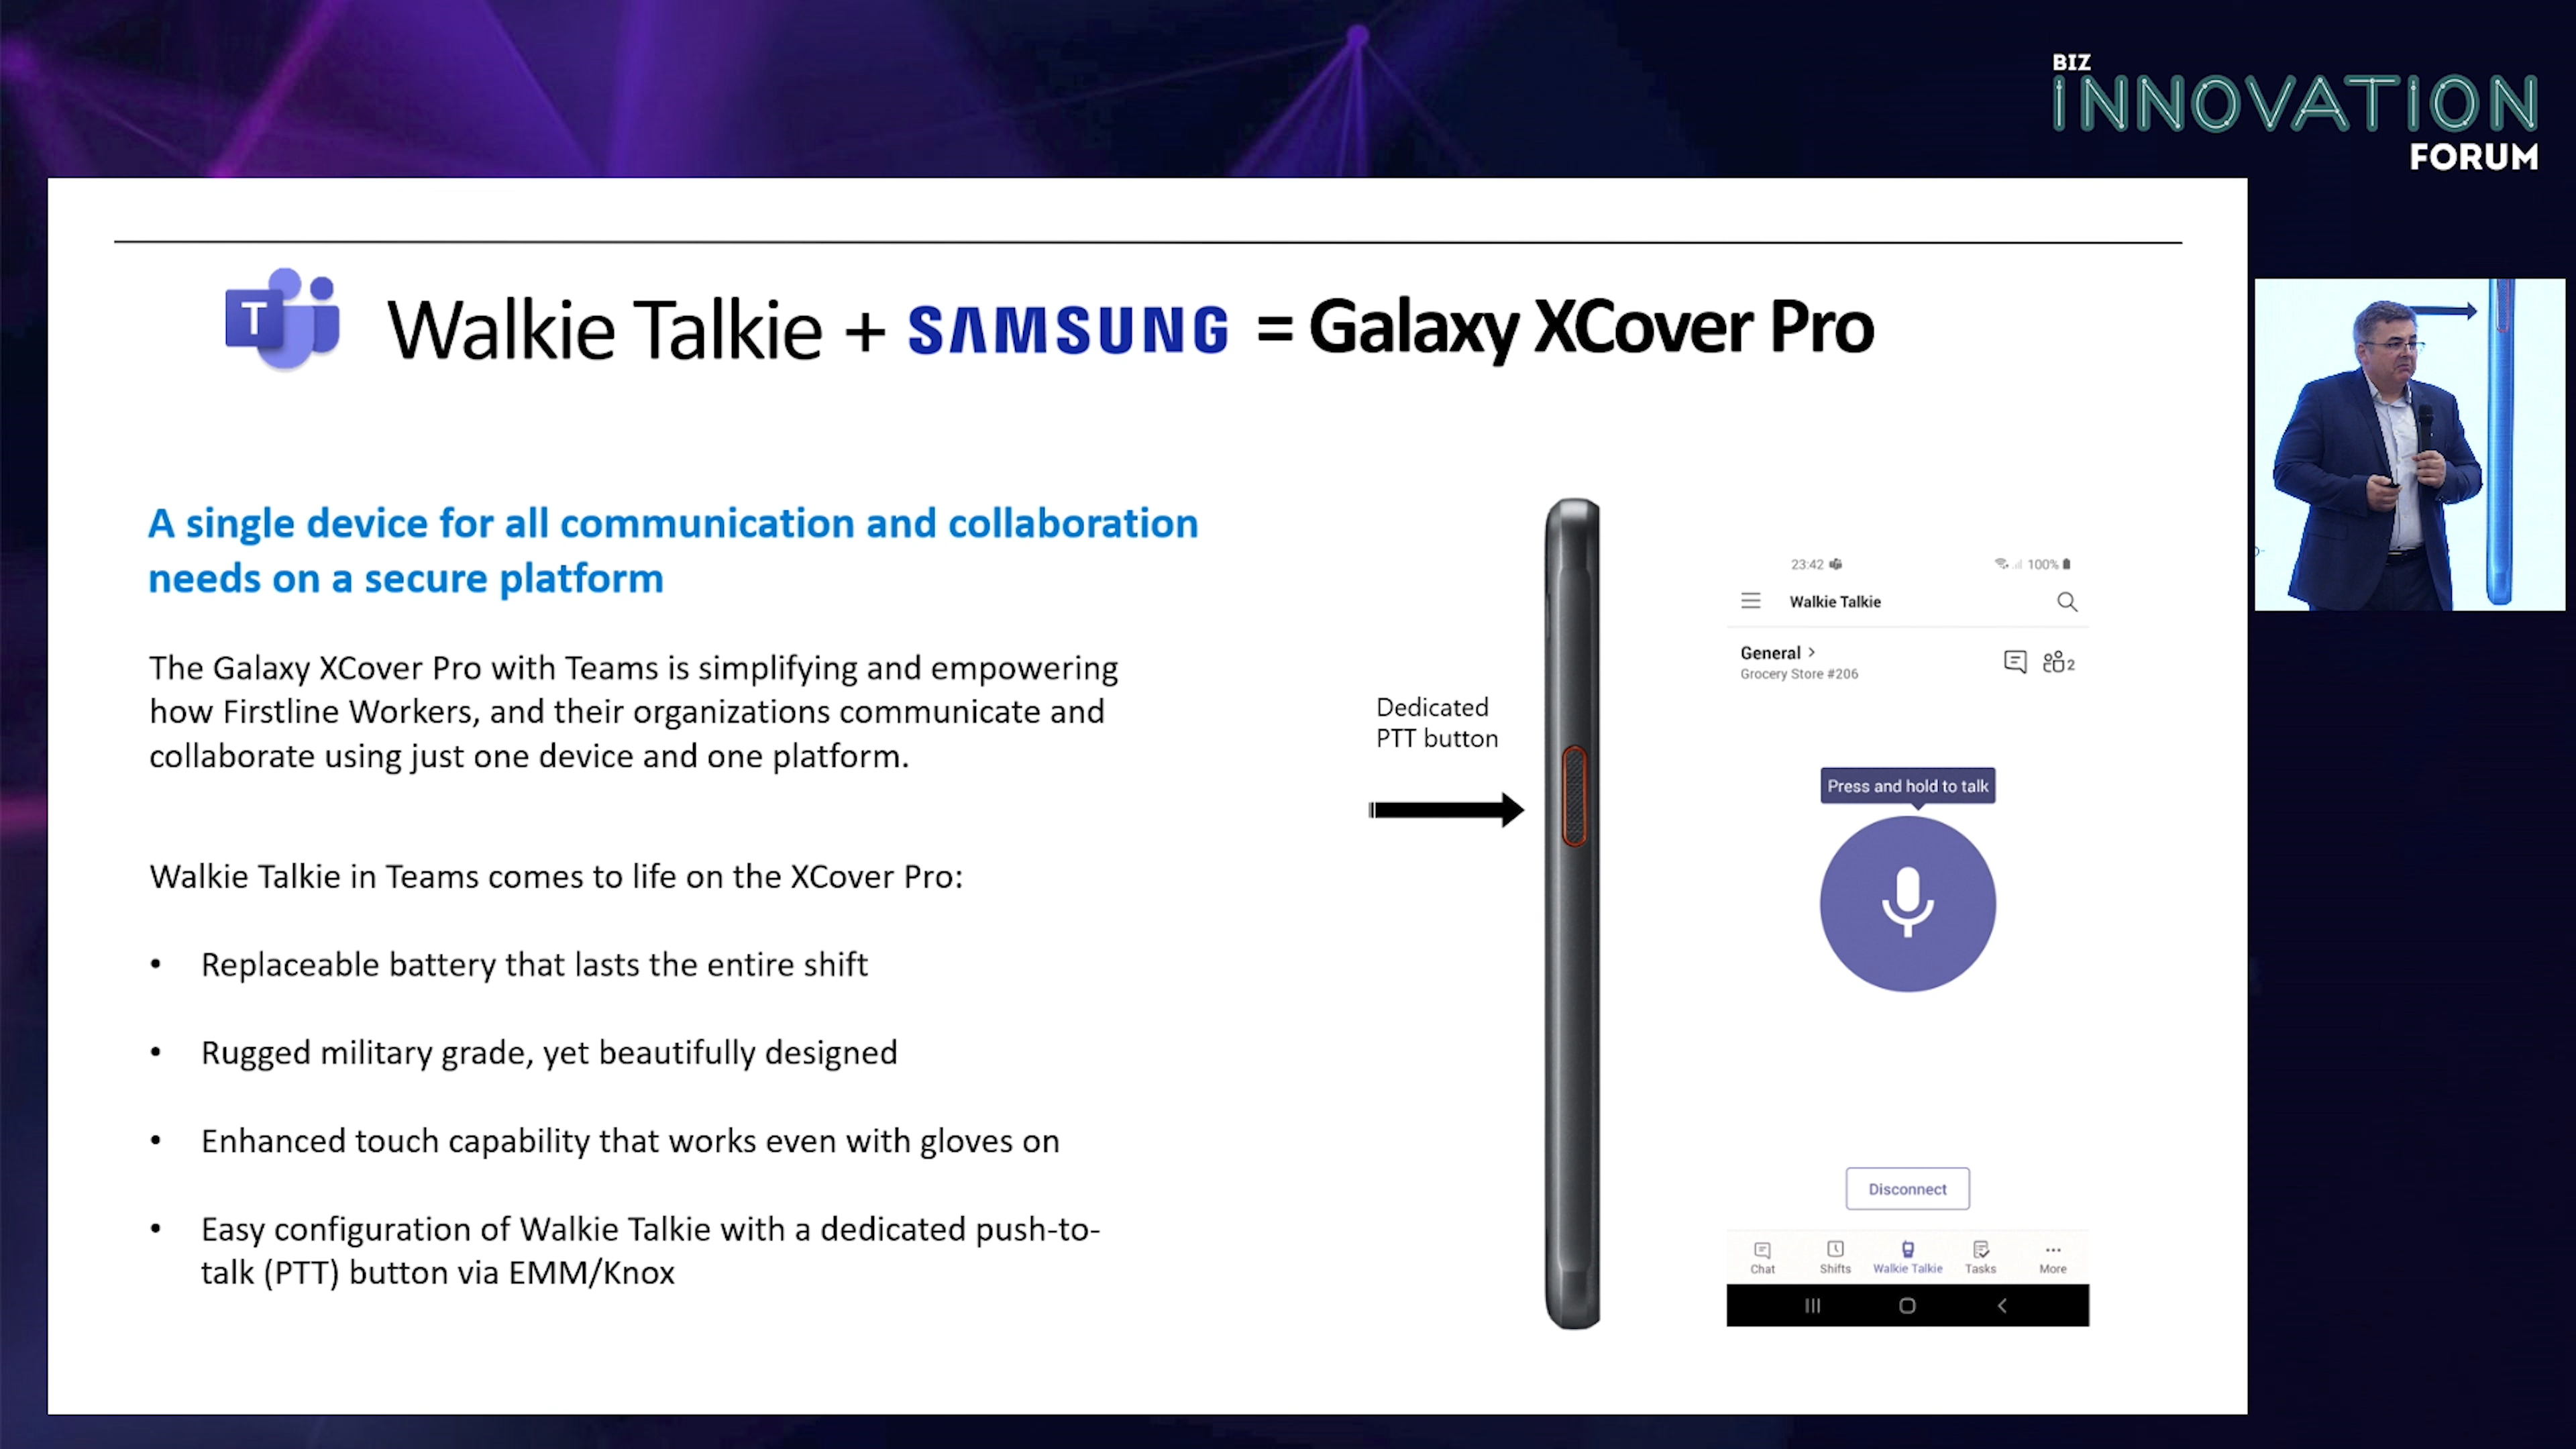 BIZ
INNOVATION
FORUM
T Walkie Talkie + SAMSUNG = Galaxy XCover Pro
A single device for all communication and collaboration
needs on a secure platform
The Galaxy XCover Pro with Teams is simplifying and empowering
how Firstline Workers, and their organizations communicate and
collaborate using just one device and one platform.
Walkie Talkie in Teams comes to life on the XCover Pro:
• Replaceable battery that lasts the entire shift
• Rugged military grade, yet beautifully designed
• Enhanced touch capability that works even with gloves on
• Easy configuration of Walkie Talkie with a dedicated push-to-
talk (PTT) button via EMM/Knox
Dedicated
PTT button
23:42 100%
Walkie Talkie
General >
Grocery Store #206
2
Press and hold to talk
Disconnect
Chat Shifts Walkie Talkie Tasks More